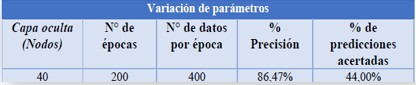 Variación de parámetros
Capa oculta (Nodos) N° de épocas N° de datos por época % Precisión % de predicciones acertadas
40 200 400 86,47% 44,00%